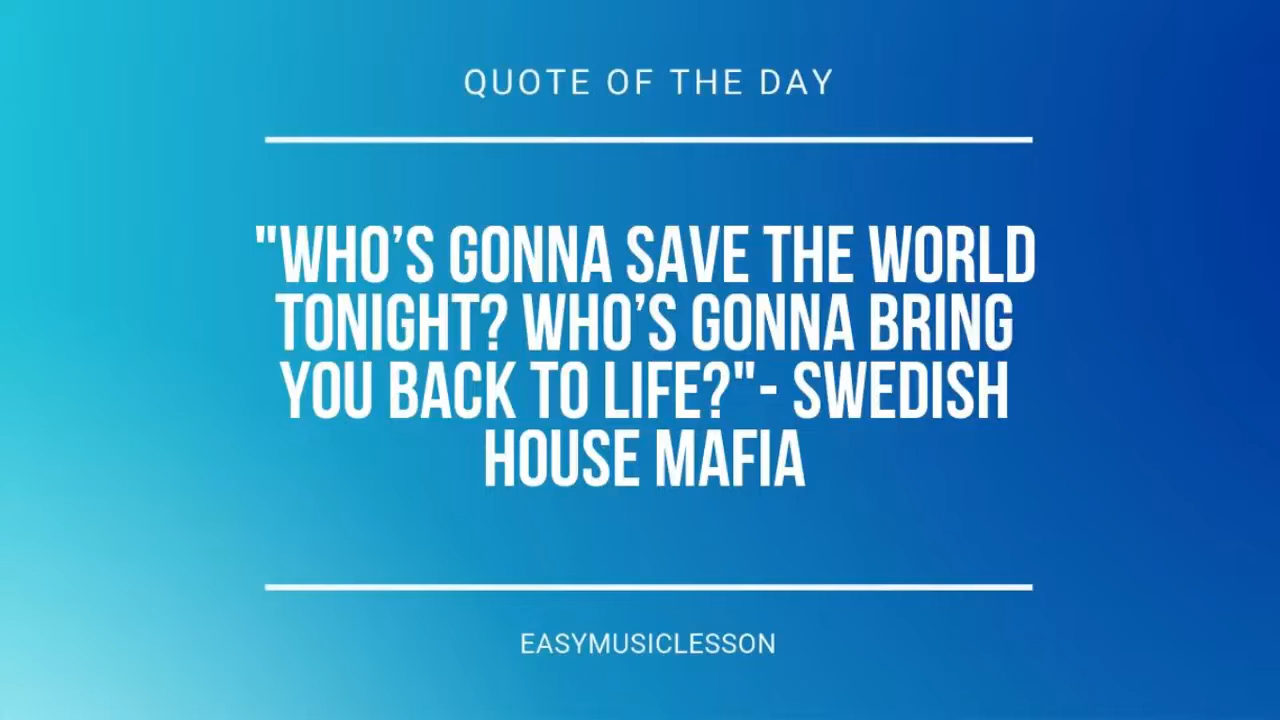 QUOTE OF THE DAY
"WHO’S GONNA SAVE THE WORLD
TONIGHT? WHO’S GONNA BRING
YOU BACK TO LIFE?"- SWEDISH
HOUSE MAFIA
EASYMUSICLESSON